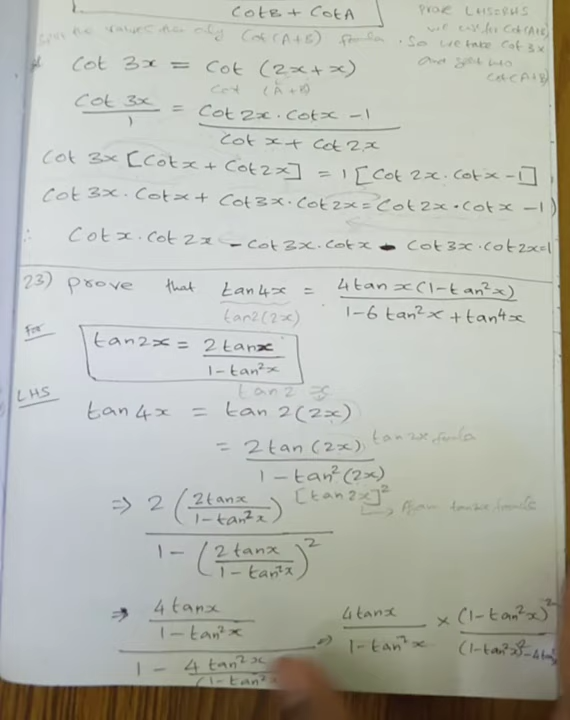 CotB + CotA
prove LHS=RHS
cot 3x = cot (2x+x)
cot (A+B)
cot 3x / 1 = cot 2x . cot x - 1 / cot x + cot 2x
cot 3x [cot x + cot 2x] = 1 [cot 2x . cot x - 1]
cot 3x . cot x + cot 3x . cot 2x = cot 2x . cot x - 1)
∴ cot x . cot 2x - cot 3x . cot x - cot 3x . cot 2x = 1
23) prove that tan 4x = 4 tan x (1 - tan²x) / 1 - 6 tan²x + tan⁴x
tan 2(2x)
For
tan 2x = 2 tan x / 1 - tan²x
LHS
tan 4x = tan 2(2x)
= 2 tan (2x) / 1 - tan²(2x)
[tan 2x]²
⇒ 2 (2 tan x / 1 - tan²x) / 1 - (2 tan x / 1 - tan²x)²
⇒ 4 tan x / 1 - tan²x / 1 - 4 tan²x / (1 - tan²x ⇒ 4 tan x / 1 - tan²x × (1 - tan²x)² / (1 - tan²x)² - 4 tan²